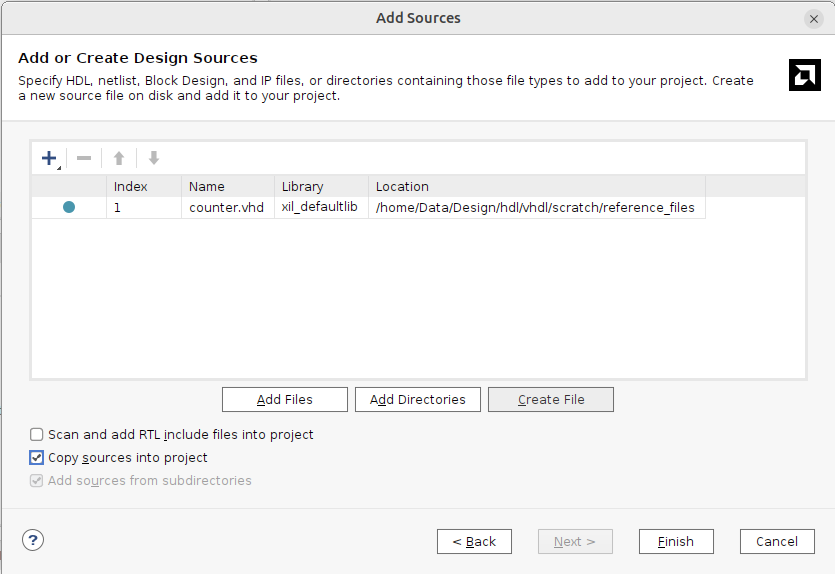 Add Sources
Add or Create Design Sources
Specify HDL, netlist, Block Design, and IP files, or directories containing those file types to add to your project. Create
a new source file on disk and add it to your project.
Index Name Library Location
1 counter.vhd xil_defaultlib /home/Data/Design/hdl/vhdl/scratch/reference_files
Add Files Add Directories Create File
Scan and add RTL include files into project
Copy sources into project
Add sources from subdirectories
? < Back Next > Finish Cancel